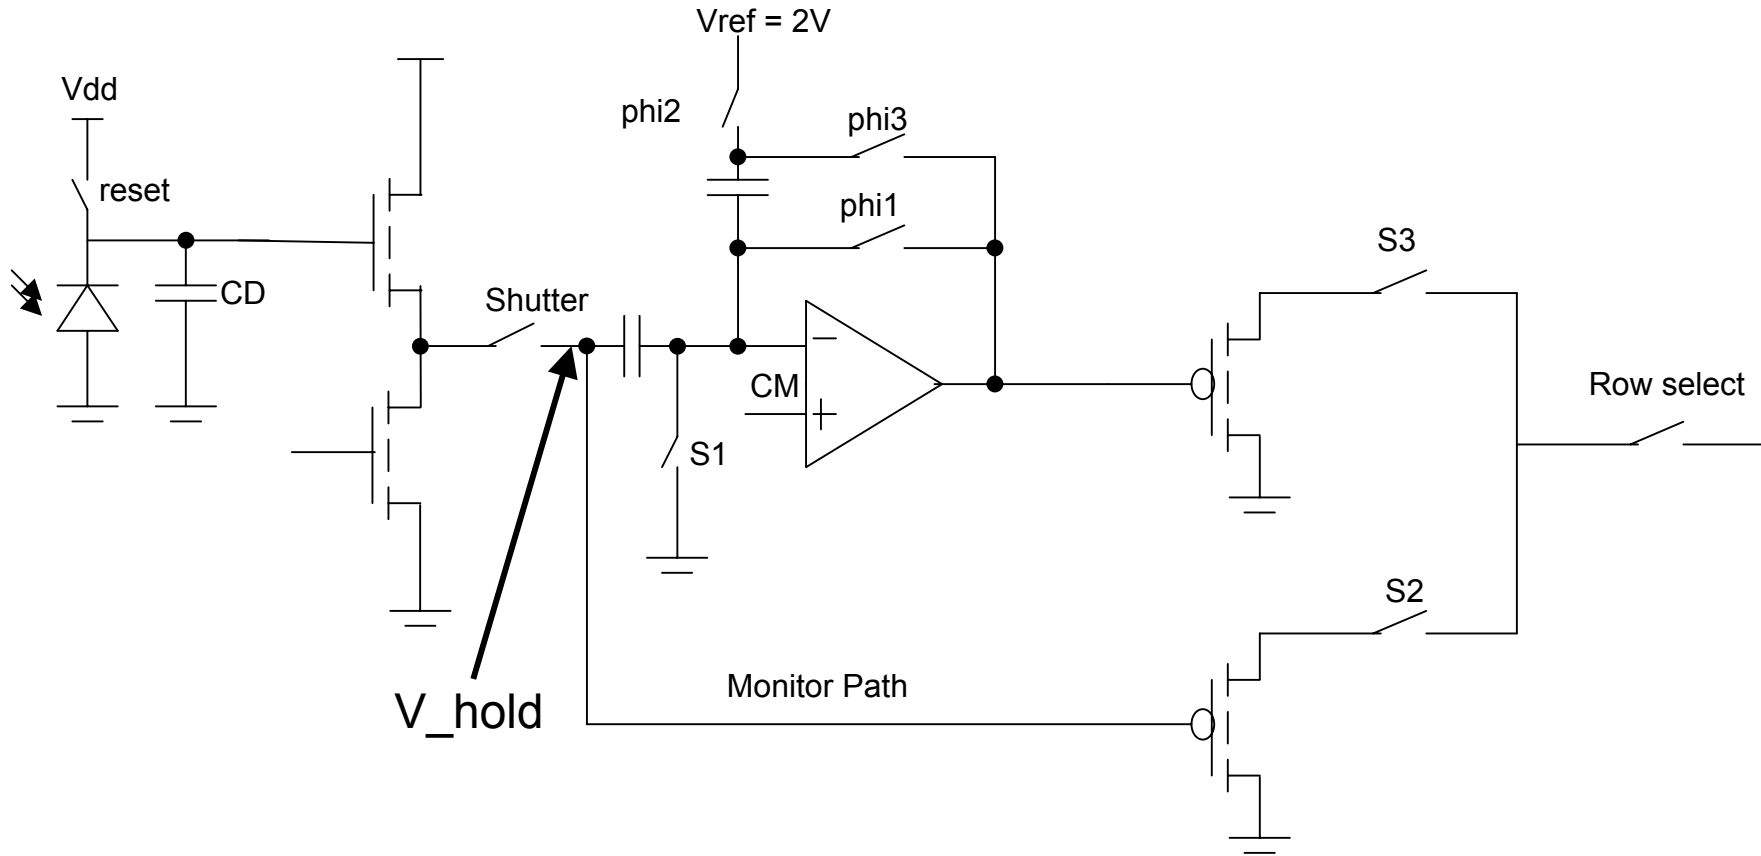 Vref = 2V
Vdd
phi2
phi3
reset
phi1
S3
CD
Shutter
CM
Row select
S1
S2
Monitor Path
V_hold